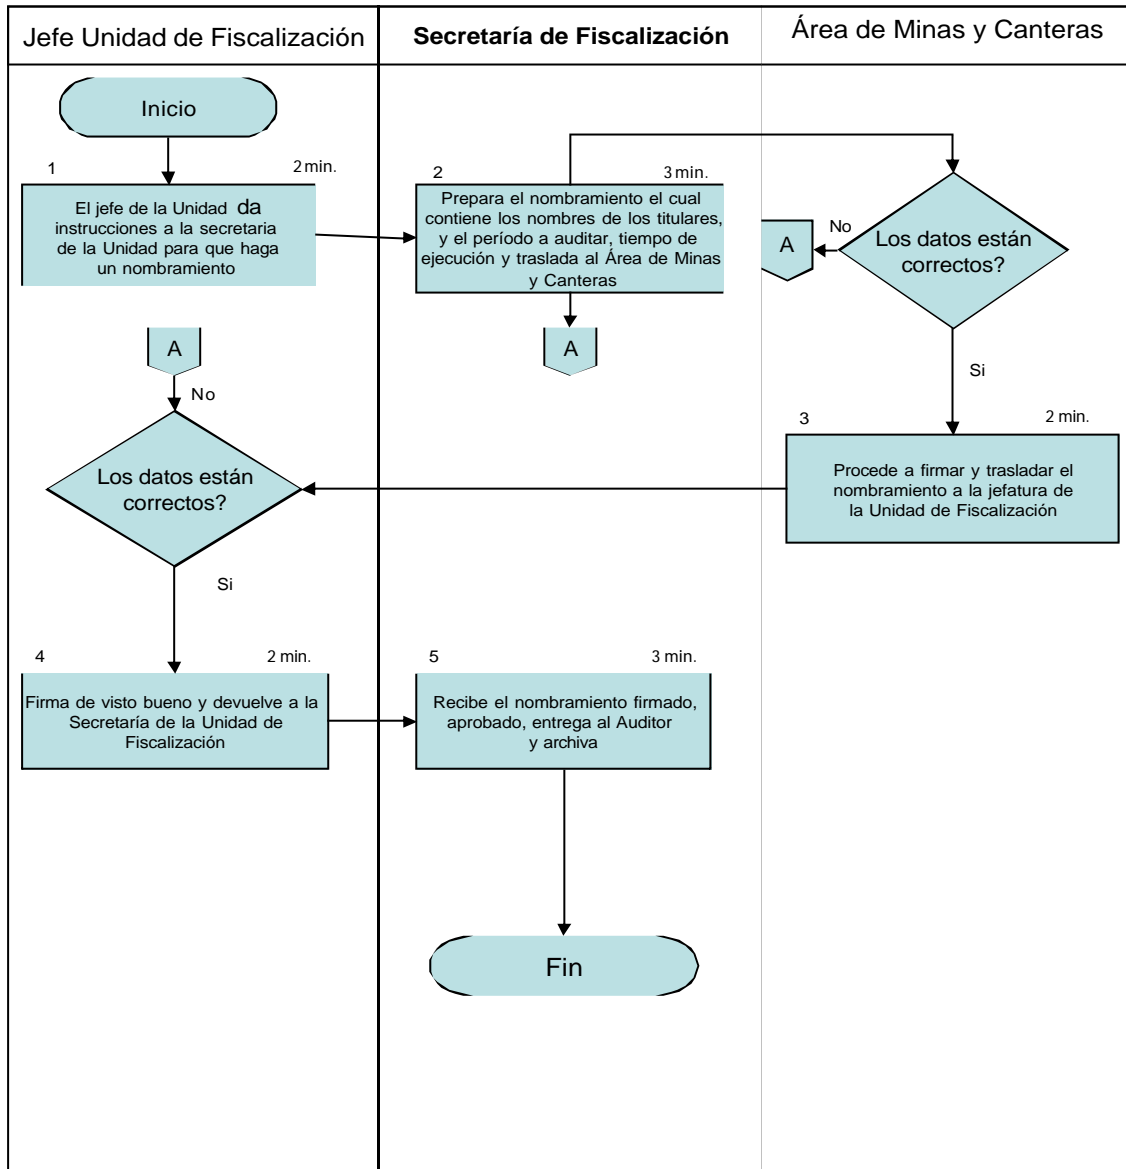 Jefe Unidad de Fiscalización
Secretaría de Fiscalización
Área de Minas y Canteras
Inicio
1
2 min.
El jefe de la Unidad da
instrucciones a la secretaria
de la Unidad para que haga
un nombramiento
2
3 min.
Prepara el nombramiento el cual
contiene los nombres de los titulares,
y el período a auditar, tiempo de
ejecución y traslada al Área de Minas
y Canteras
A
No
Los datos están
correctos?
Si
A
A
No
Los datos están
correctos?
Si
3
2 min.
Procede a firmar y trasladar el
nombramiento a la jefatura de
la Unidad de Fiscalización
4
2 min.
Firma de visto bueno y devuelve a la
Secretaría de la Unidad de
Fiscalización
5
3 min.
Recibe el nombramiento firmado,
aprobado, entrega al Auditor
y archiva
Fin